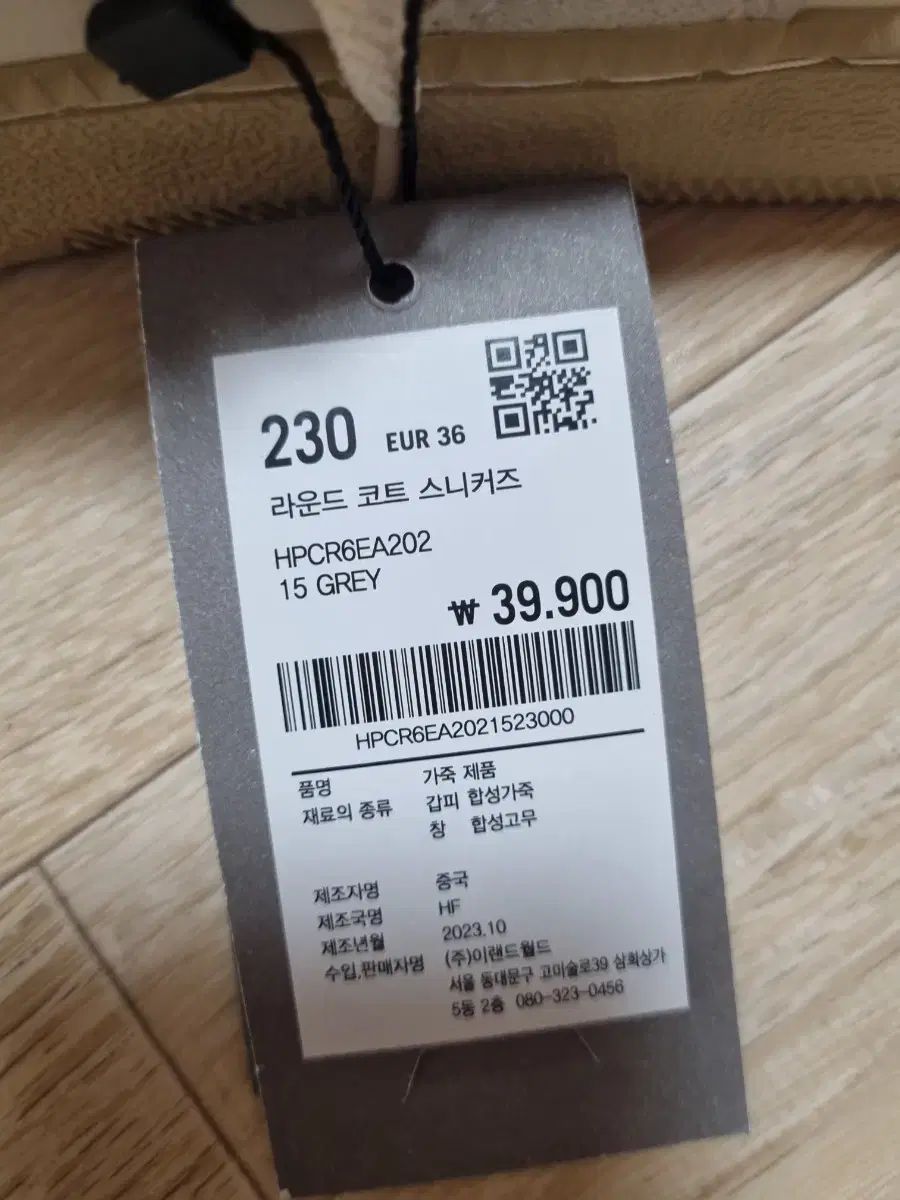 230 EUR 36
라운드 코트 스니커즈
HPCR6EA202
15 GREY
₩ 39.900
HPCR6EA2021523000
품명 가죽 제품
재료의 종류 갑피 합성가죽
창 합성고무
제조자명 중국
제조국명 HF
제조년월 2023.10
수입,판매자명 (주)이랜드월드
서울 동대문구 고미술로39 삼희상가
5동 2층 080-323-0456